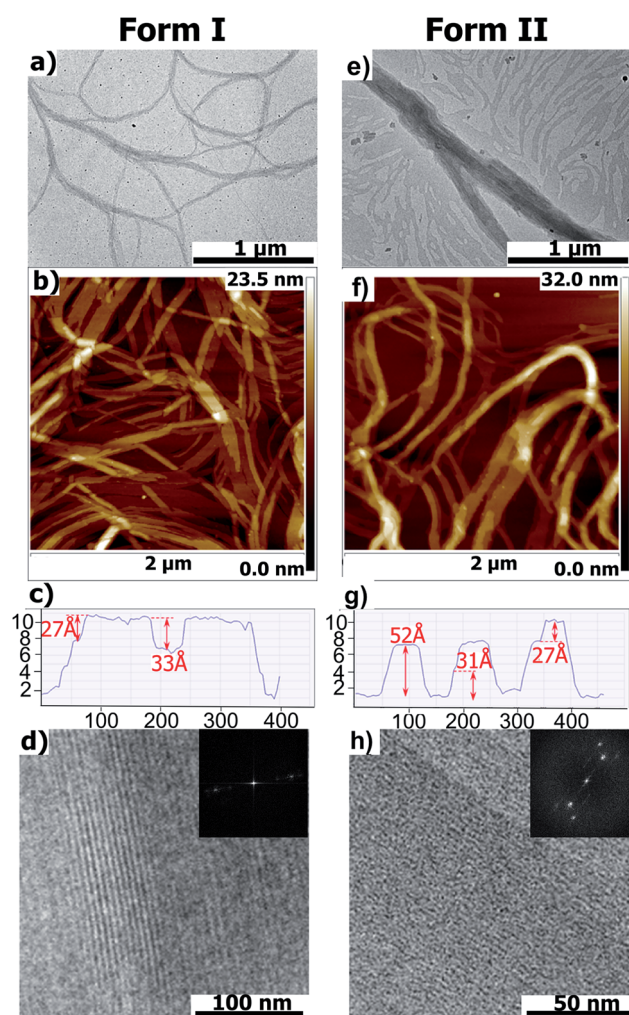 Form I
Form II
a)
1 µm
e)
1 µm
b)
23.5 nm
0.0 nm
2 µm
f)
32.0 nm
0.0 nm
2 µm
c)
10
8
6
4
2
27Å
33Å
100 200 300 400
g)
10
8
6
4
2
52Å
31Å
27Å
100 200 300 400
d)
100 nm
h)
50 nm